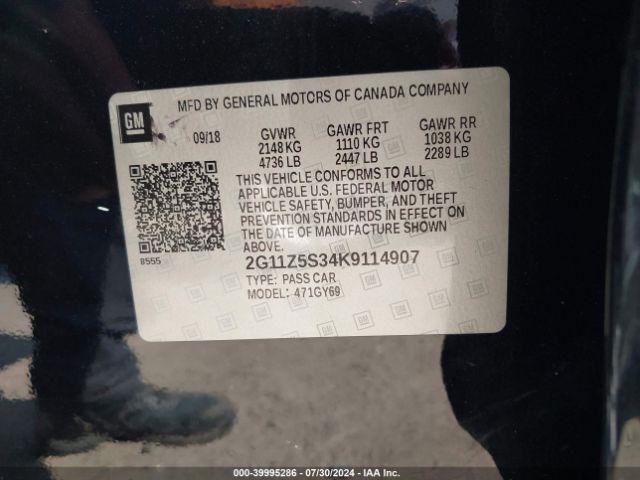 MFD BY GENERAL MOTORS OF CANADA COMPANY
GM
09/18
GVWR GAWR FRT GAWR RR
2148 KG 1110 KG 1038 KG
4736 LB 2447 LB 2289 LB
THIS VEHICLE CONFORMS TO ALL
APPLICABLE U.S. FEDERAL MOTOR
VEHICLE SAFETY, BUMPER, AND THEFT
PREVENTION STANDARDS IN EFFECT ON
THE DATE OF MANUFACTURE SHOWN
ABOVE.
8555
2G11Z5S34K9114907
TYPE: PASS CAR
MODEL: 471GY69
000-39995286 - 07/30/2024 - IAA Inc.